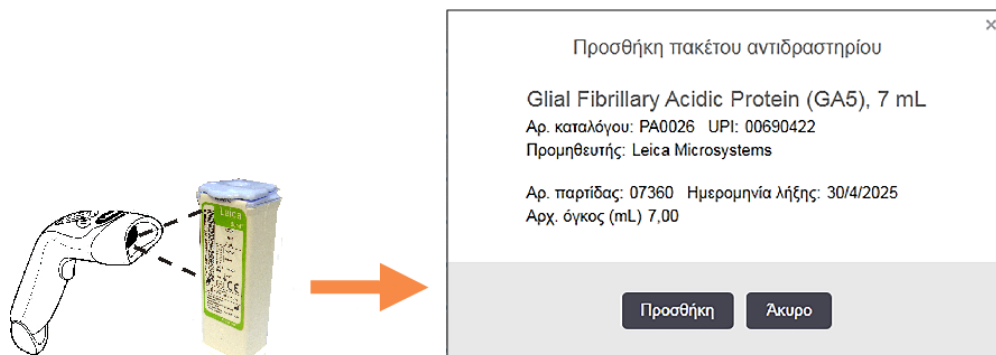 Leica
Προσθήκη πακέτου αντιδραστηρίου
Glial Fibrillary Acidic Protein (GA5), 7 mL
Αρ. καταλόγου: PA0026 UPI: 00690422
Προμηθευτής: Leica Microsystems
Αρ. παρτίδας: 07360 Ημερομηνία λήξης: 30/4/2025
Αρχ. όγκος (mL) 7,00
Προσθήκη Άκυρο